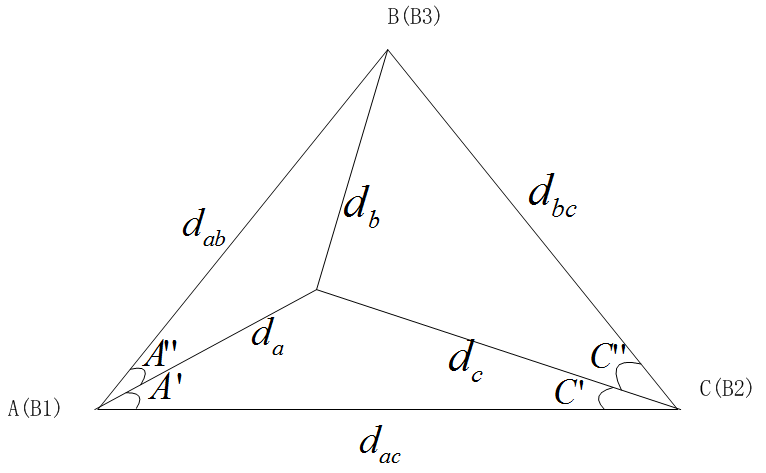 B(B3)
d_ab
d_b
d_bc
A''
d_a
A'
d_c
C''
C'
A(B1)
C(B2)
d_ac